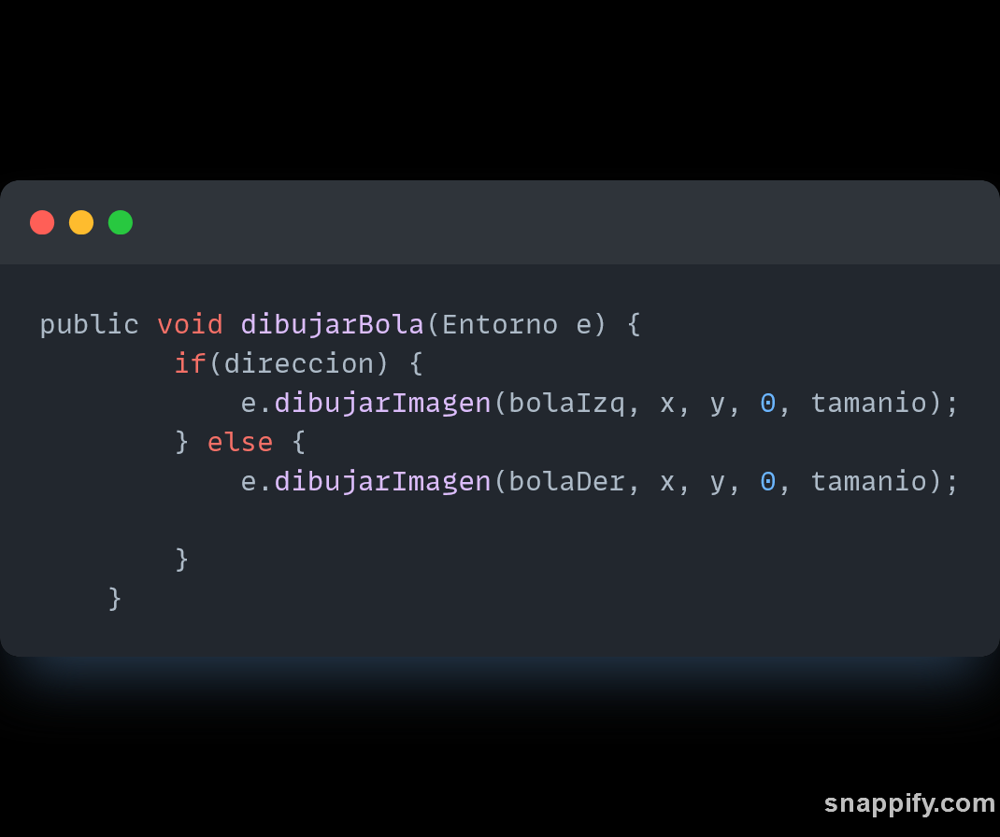 public void dibujarBola(Entorno e) {
        if(direccion) {
            e.dibujarImagen(bolaIzq, x, y, 0, tamanio);
        } else {
            e.dibujarImagen(bolaDer, x, y, 0, tamanio);
        }
    }
snappify.com